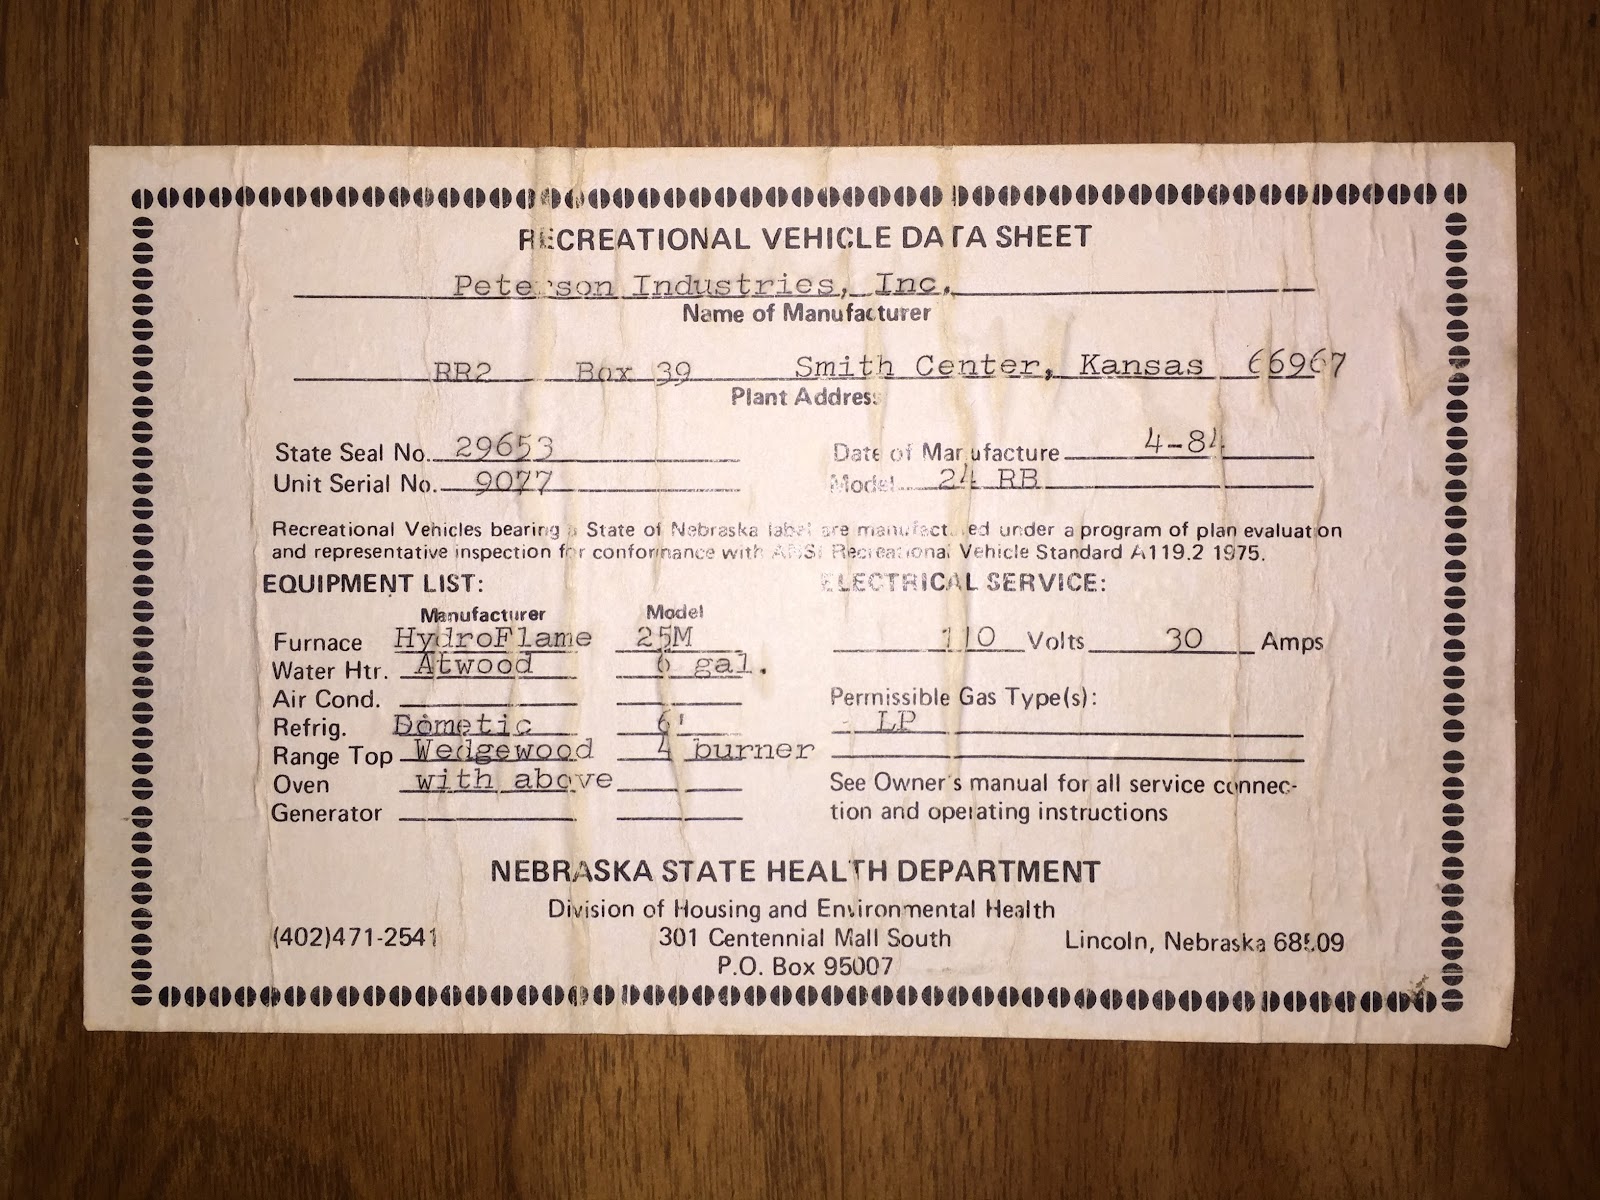 RECREATIONAL VEHICLE DATA SHEET
Peterson Industries, Inc.
Name of Manufacturer
RR2 Box 39 Smith Center, Kansas 66967
Plant Address
State Seal No. 29653 Date of Manufacture 4-84
Unit Serial No. 9077 Model 24 RB
Recreational Vehicles bearing a State of Nebraska label are manufactured under a program of plan evaluation
and representative inspection for conformance with ANSI Recreational Vehicle Standard A119.2 1975.
EQUIPMENT LIST: ELECTRICAL SERVICE:
Manufacturer Model
Furnace HydroFlame 25M 110 Volts 30 Amps
Water Htr. Atwood 6 gal.
Air Cond. Permissible Gas Type(s):
Refrig. Dometic 6' LP
Range Top Wedgewood 4 burner
Oven with above See Owner's manual for all service connec-
Generator tion and operating instructions
NEBRASKA STATE HEALTH DEPARTMENT
Division of Housing and Environmental Health
(402)471-2541 301 Centennial Mall South Lincoln, Nebraska 68509
P.O. Box 95007